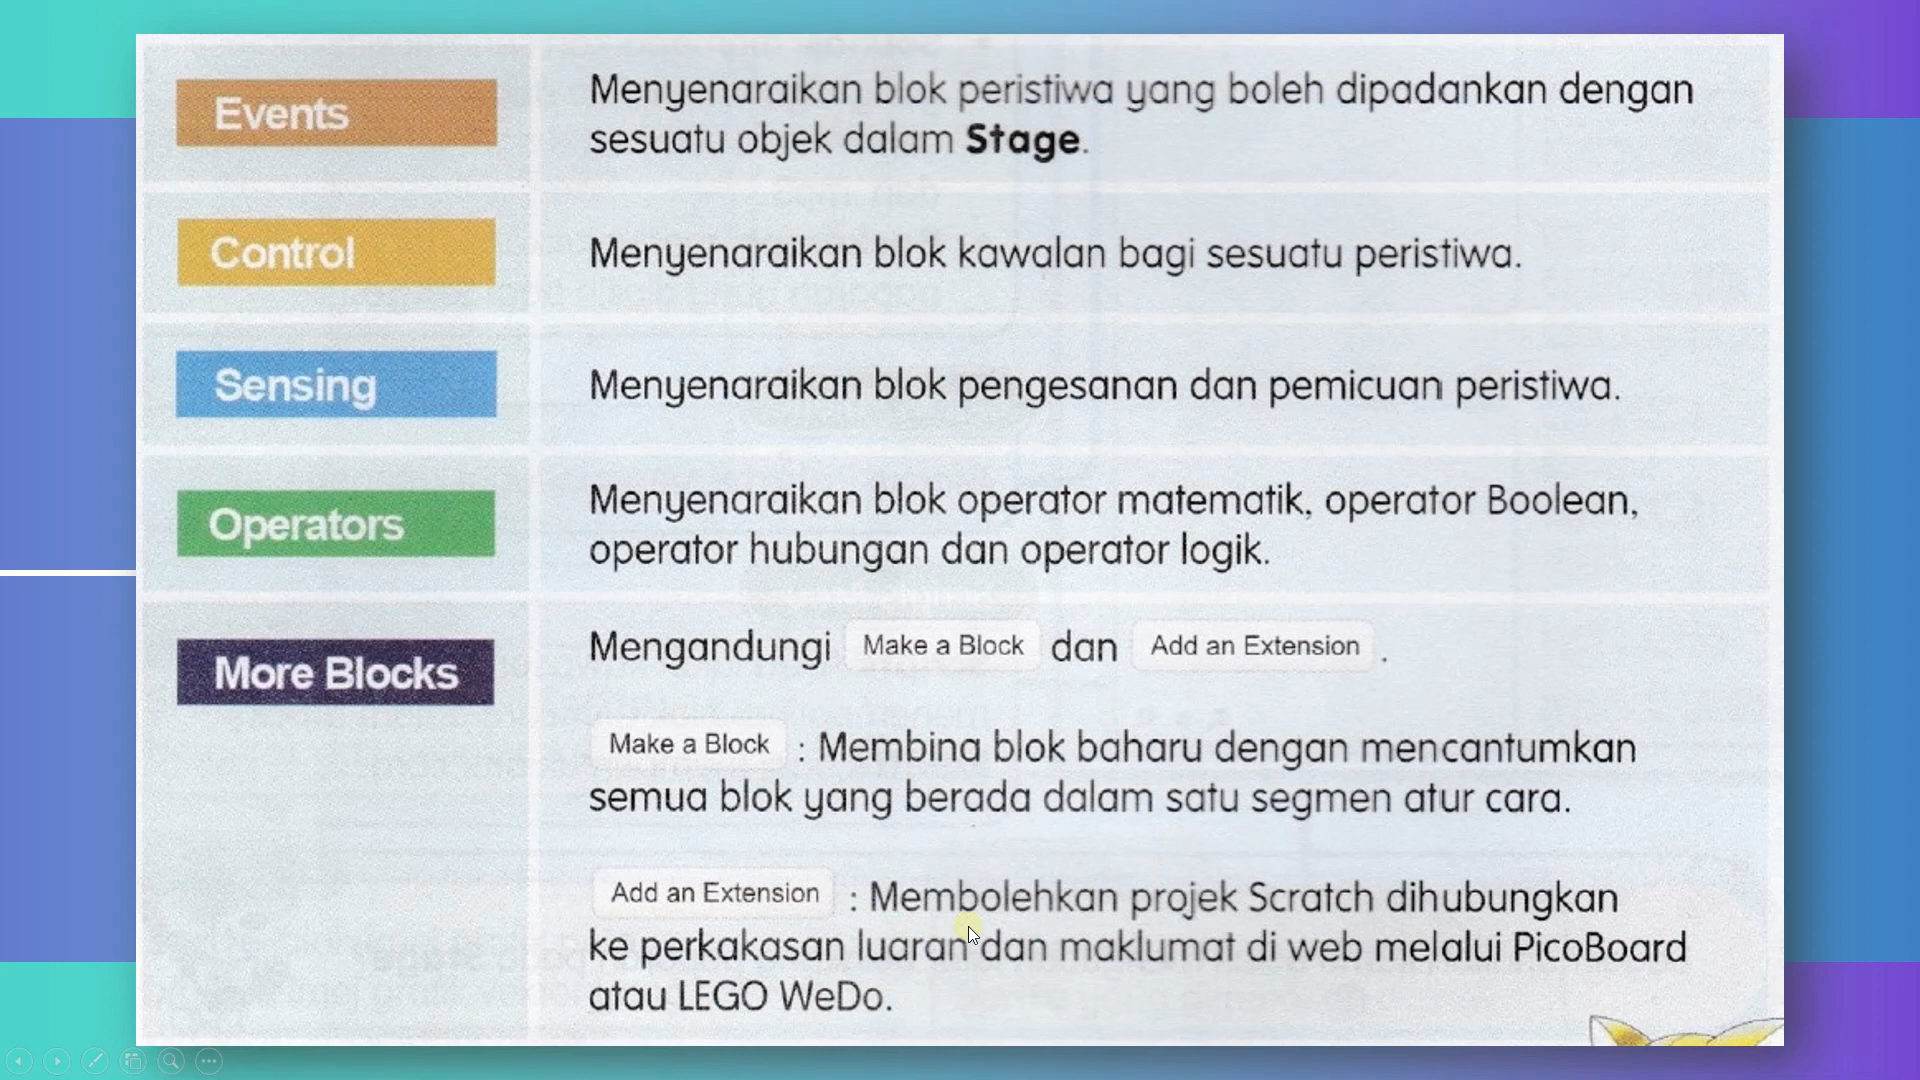 Events
Menyenaraikan blok peristiwa yang boleh dipadankan dengan
sesuatu objek dalam Stage.
Control
Menyenaraikan blok kawalan bagi sesuatu peristiwa.
Sensing
Menyenaraikan blok pengesanan dan pemicuan peristiwa.
Operators
Menyenaraikan blok operator matematik, operator Boolean,
operator hubungan dan operator logik.
More Blocks
Mengandungi Make a Block dan Add an Extension .
Make a Block : Membina blok baharu dengan mencantumkan
semua blok yang berada dalam satu segmen atur cara.
Add an Extension : Membolehkan projek Scratch dihubungkan
ke perkakasan luaran dan maklumat di web melalui PicoBoard
atau LEGO WeDo.